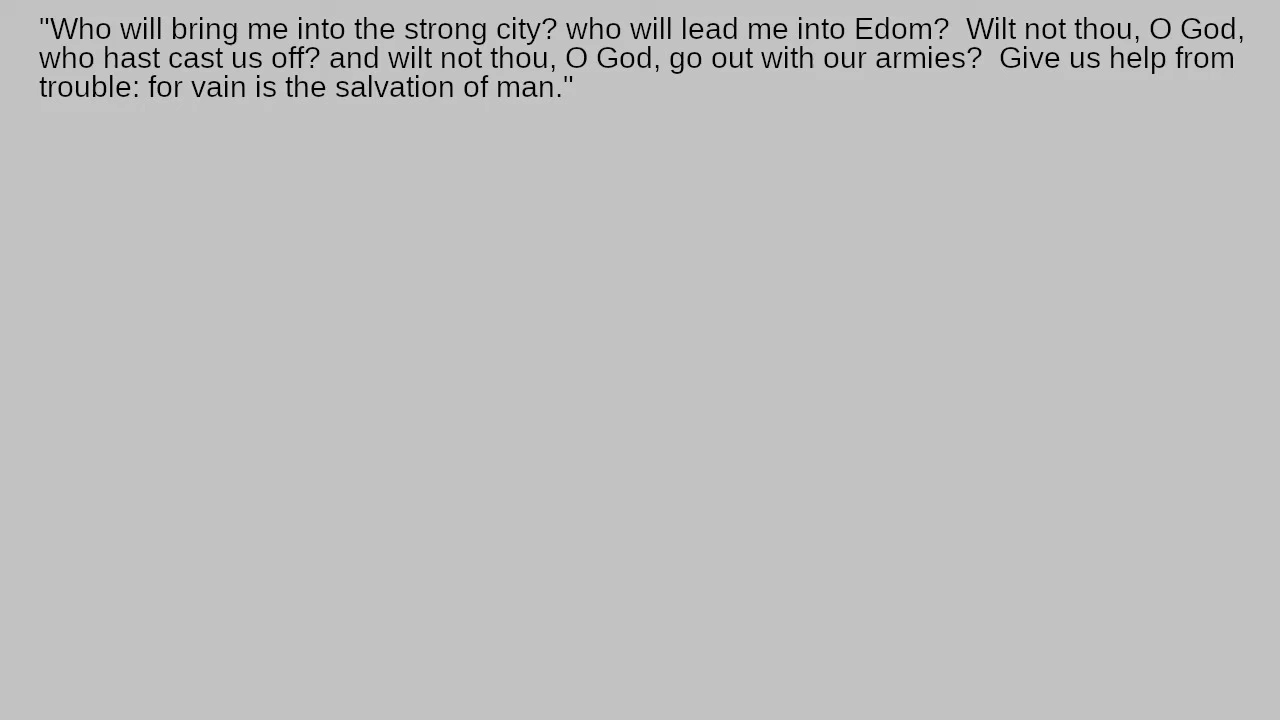 "Who will bring me into the strong city? who will lead me into Edom?  Wilt not thou, O God,
who hast cast us off? and wilt not thou, O God, go out with our armies?  Give us help from
trouble: for vain is the salvation of man."